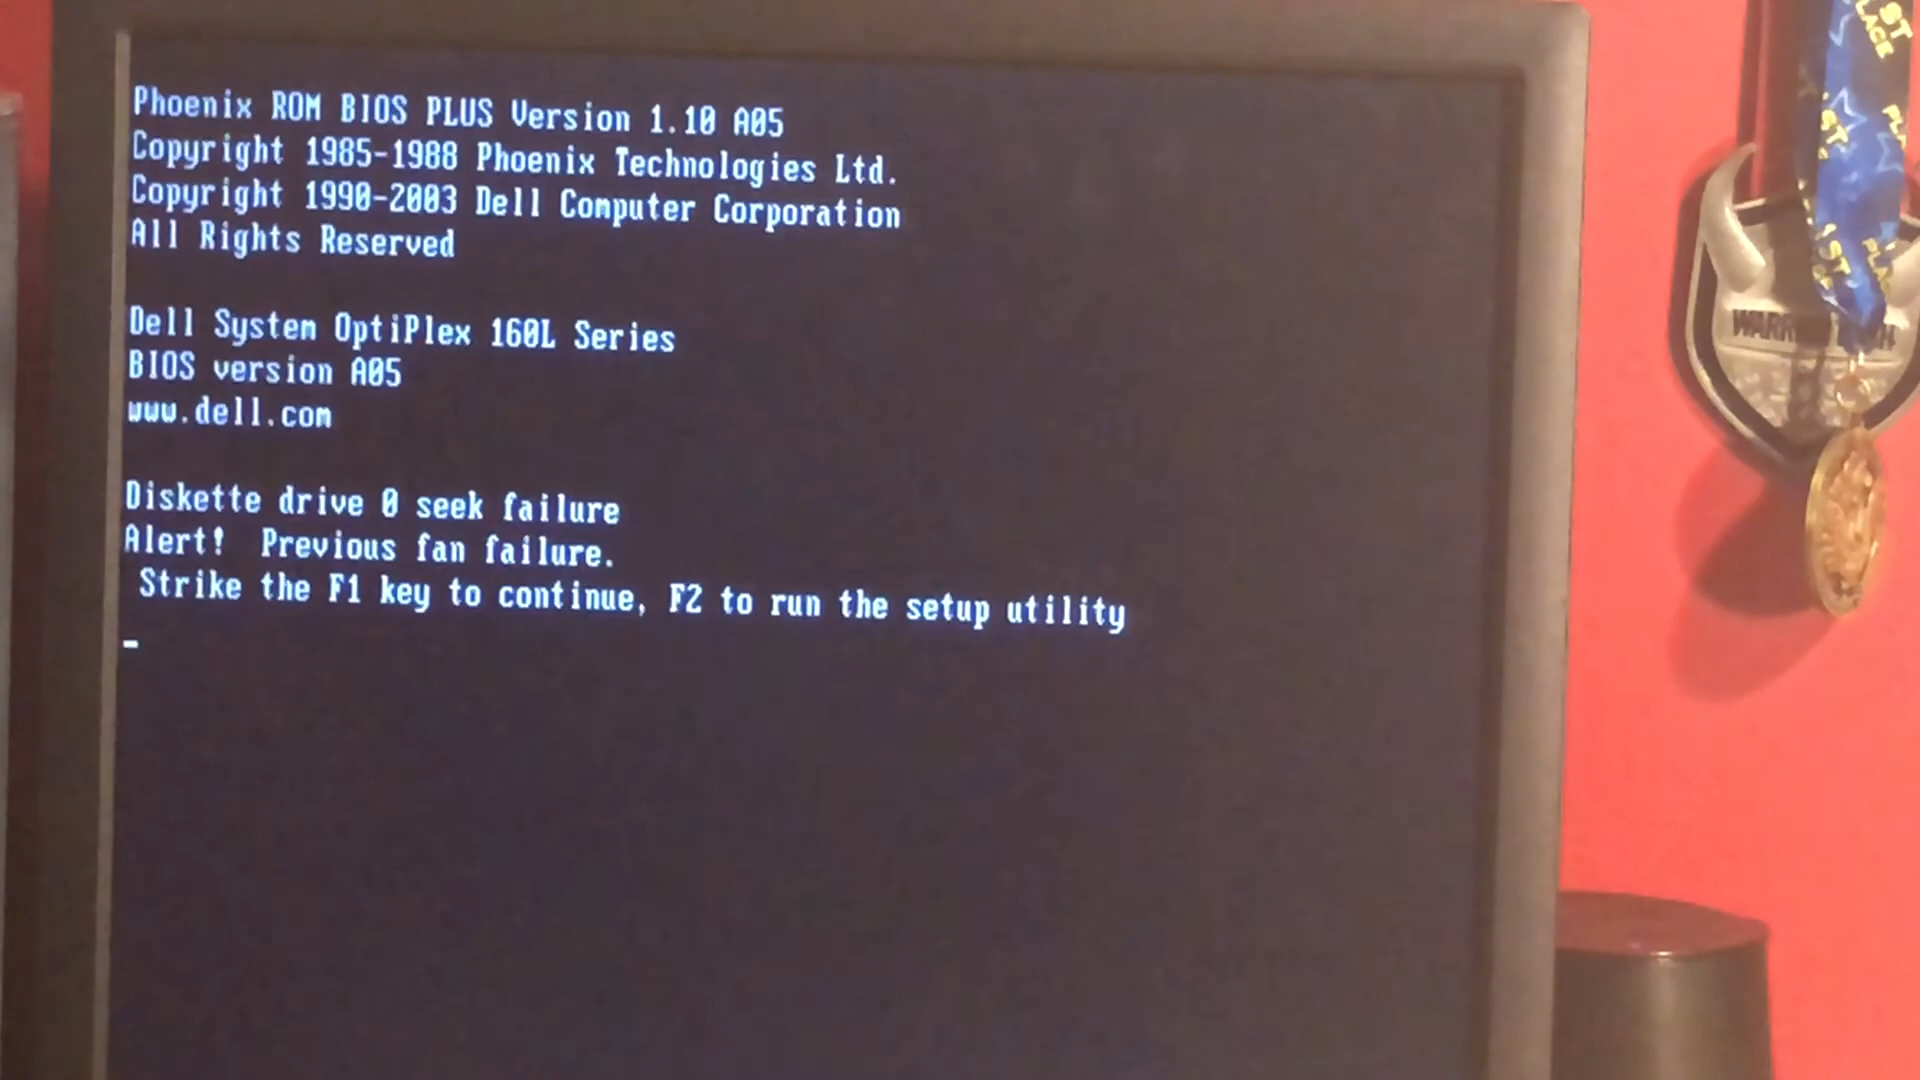 Phoenix ROM BIOS PLUS Version 1.10 A05
Copyright 1985-1988 Phoenix Technologies Ltd.
Copyright 1990-2003 Dell Computer Corporation
All Rights Reserved
Dell System OptiPlex 160L Series
BIOS version A05
www.dell.com
Diskette drive 0 seek failure
Alert!  Previous fan failure.
Strike the F1 key to continue, F2 to run the setup utility
-
1ST
PLACE